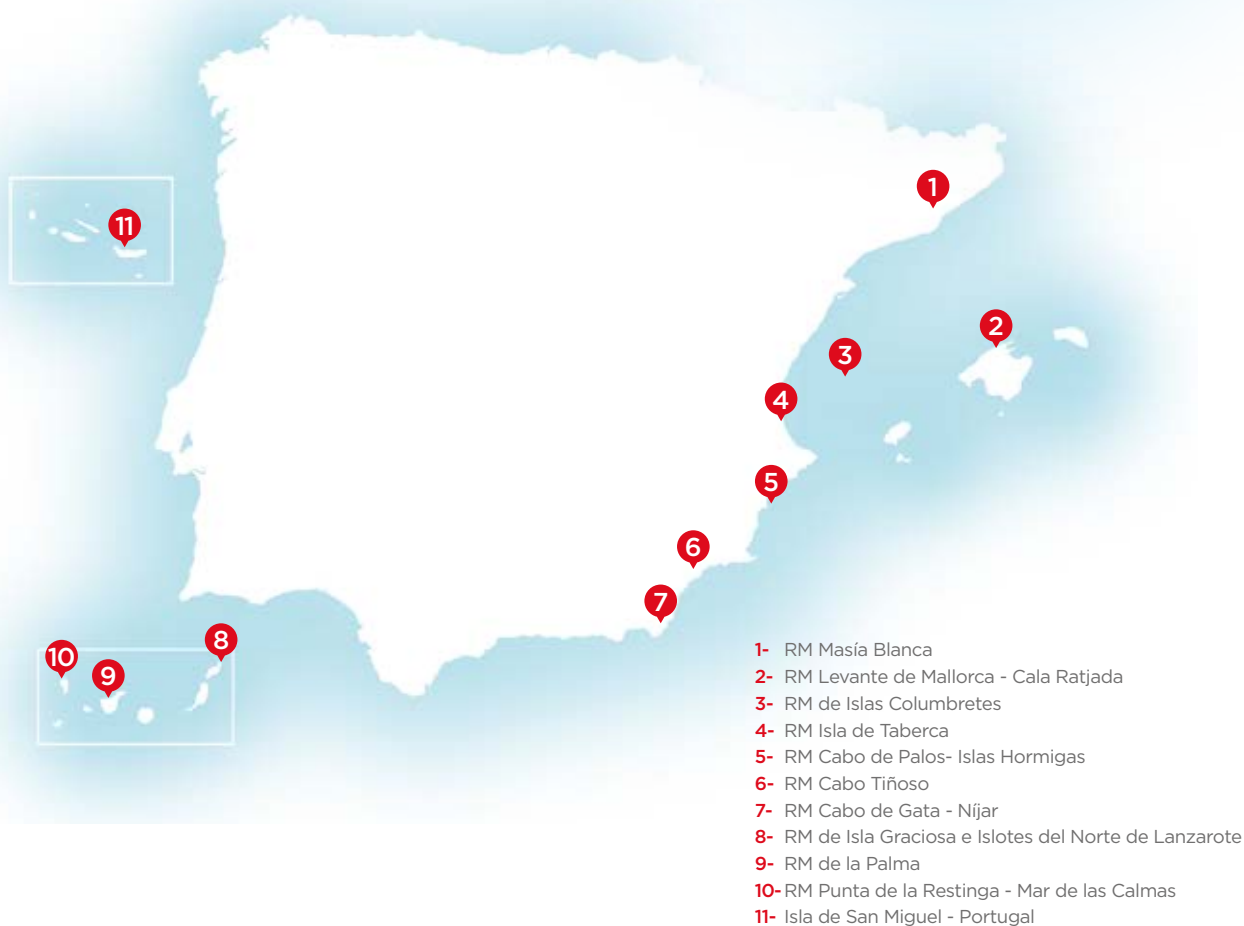 1
11
2
3
4
5
6
7
8
10
9
1- RM Masía Blanca
2- RM Levante de Mallorca - Cala Ratjada
3- RM de Islas Columbretes
4- RM Isla de Taberca
5- RM Cabo de Palos- Islas Hormigas
6- RM Cabo Tiñoso
7- RM Cabo de Gata - Níjar
8- RM de Isla Graciosa e Islotes del Norte de Lanzarote
9- RM de la Palma
10- RM Punta de la Restinga - Mar de las Calmas
11- Isla de San Miguel - Portugal